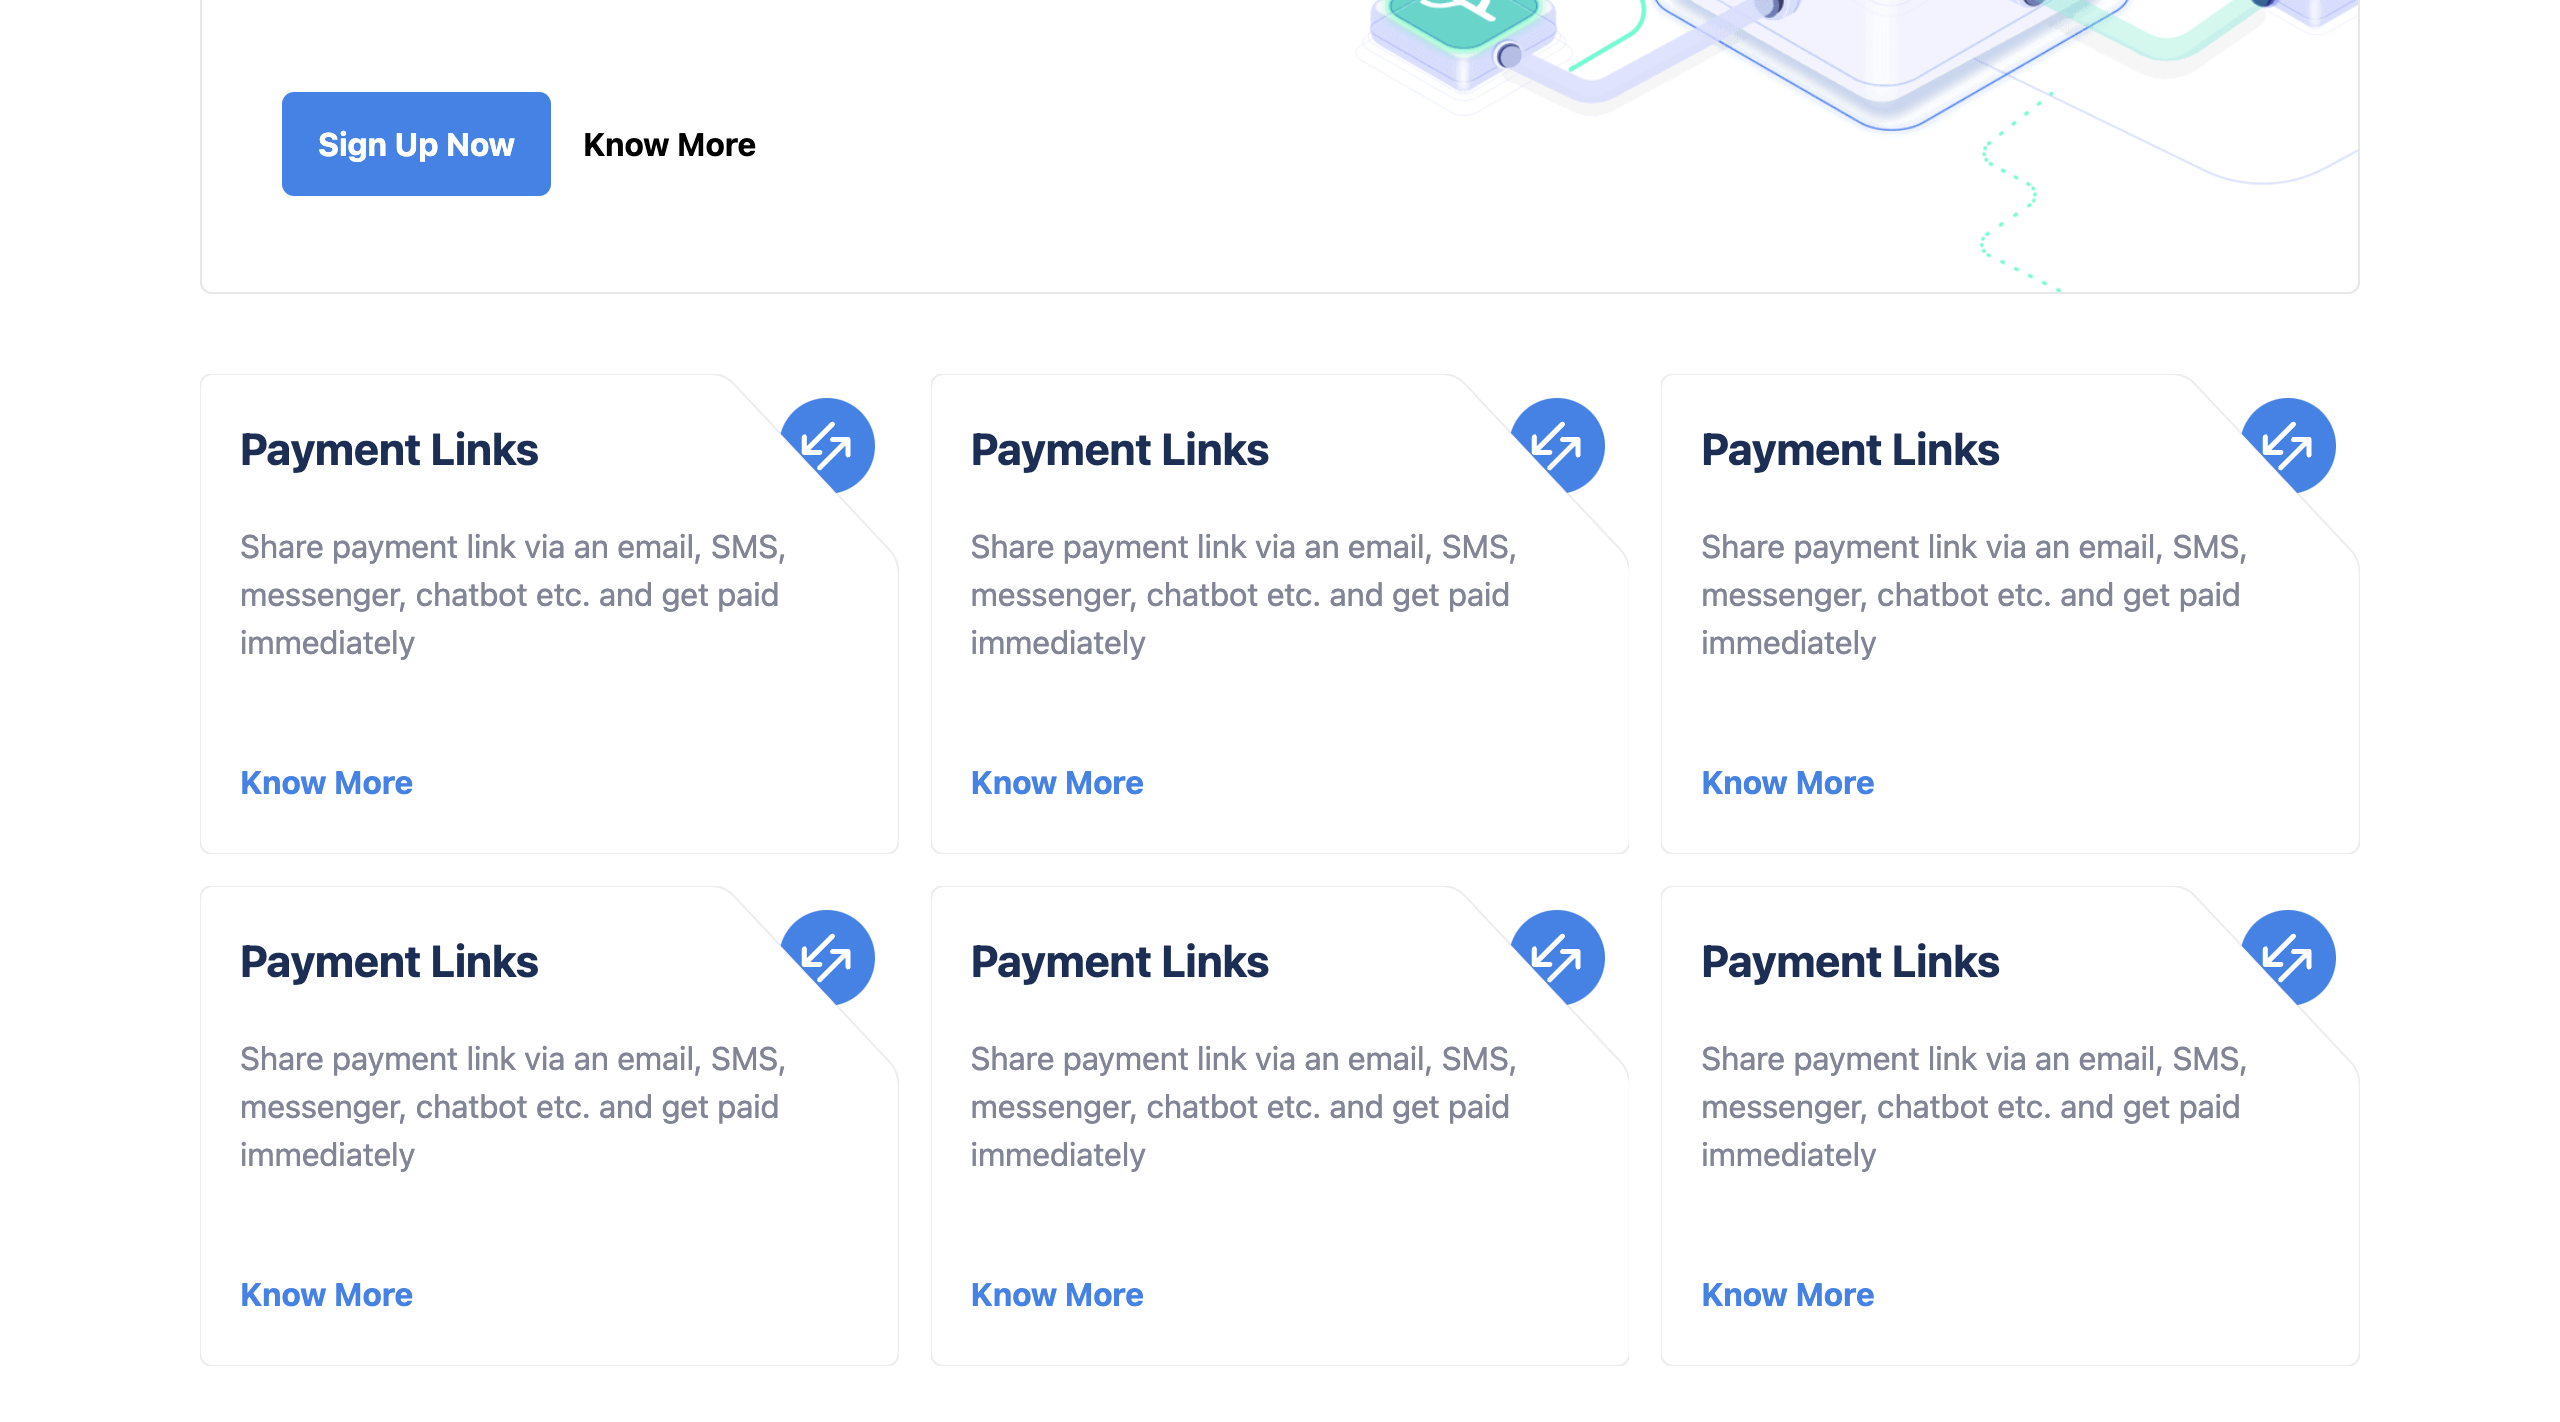 Sign Up Now Know More
Payment Links
Share payment link via an email, SMS,
messenger, chatbot etc. and get paid
immediately
Know More
Payment Links
Share payment link via an email, SMS,
messenger, chatbot etc. and get paid
immediately
Know More
Payment Links
Share payment link via an email, SMS,
messenger, chatbot etc. and get paid
immediately
Know More
Payment Links
Share payment link via an email, SMS,
messenger, chatbot etc. and get paid
immediately
Know More
Payment Links
Share payment link via an email, SMS,
messenger, chatbot etc. and get paid
immediately
Know More
Payment Links
Share payment link via an email, SMS,
messenger, chatbot etc. and get paid
immediately
Know More